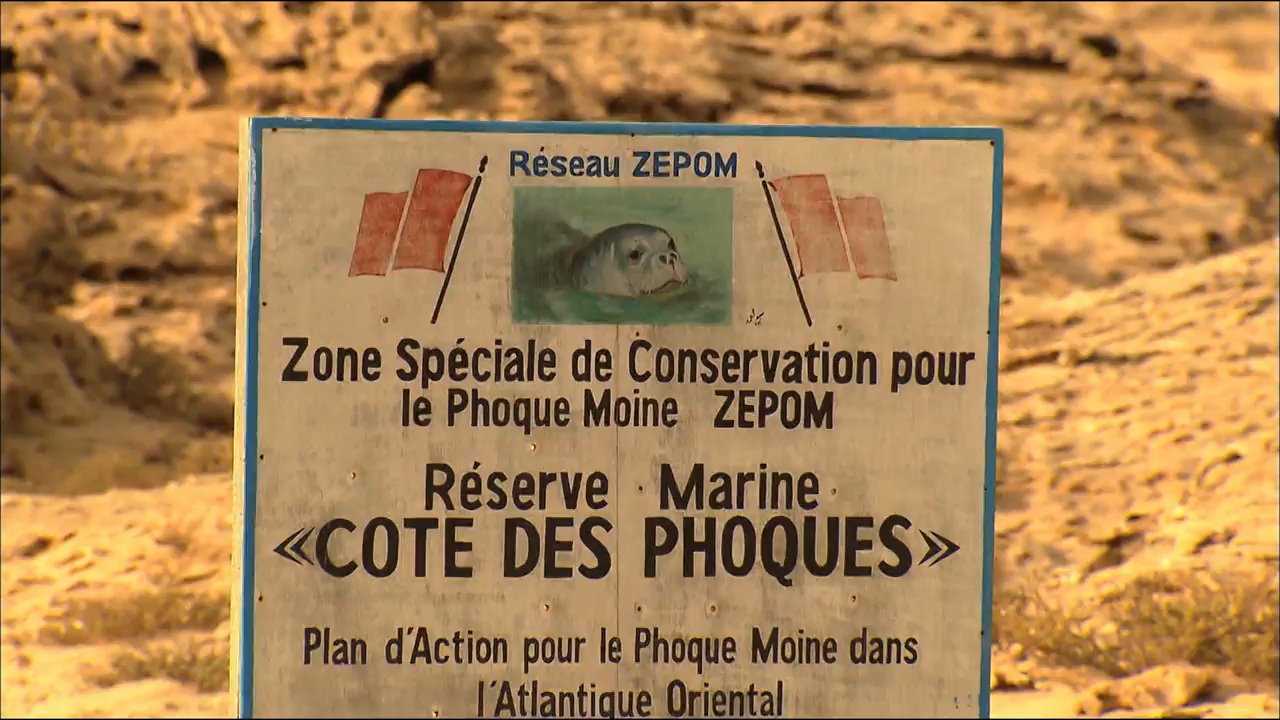 Réseau ZEPOM
Zone Spéciale de Conservation pour
le Phoque Moine ZEPOM
Réserve Marine
«COTE DES PHOQUES»
Plan d'Action pour le Phoque Moine dans
l'Atlantique Oriental